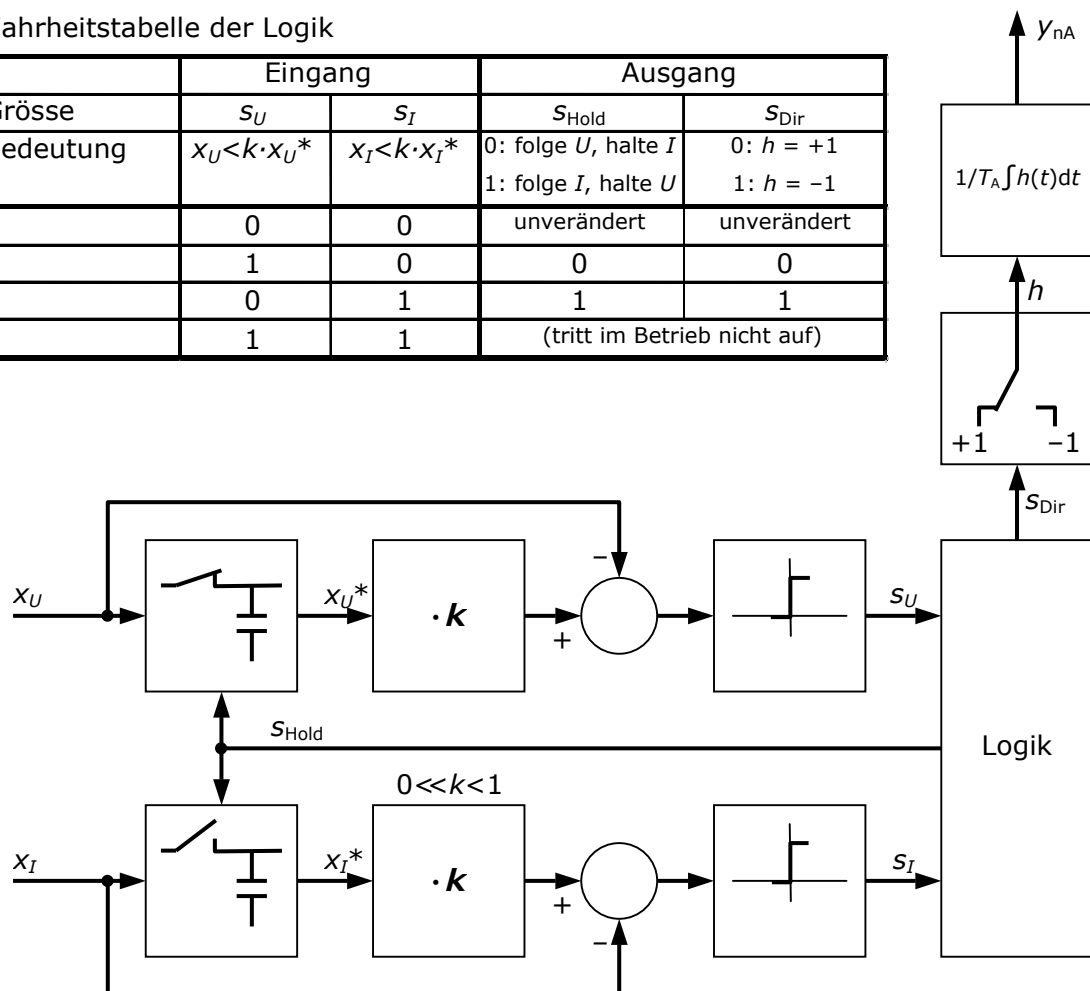 ahrheitstabelle der Logik
Eingang Ausgang
Grösse s_U s_I s_Hold s_Dir
edeutung x_U<k·x_U* x_I<k·x_I* 0: folge U, halte I 0: h = +1
1: folge I, halte U 1: h = –1
0 0 unverändert unverändert
1 0 0 0
0 1 1 1
1 1 (tritt im Betrieb nicht auf)
y_nA
1/T_A∫h(t)dt
h
+1 –1
s_Dir
–
x_U x_U* ·k + s_U
s_Hold
Logik
0<<k<1
x_I x_I* ·k + s_I
–